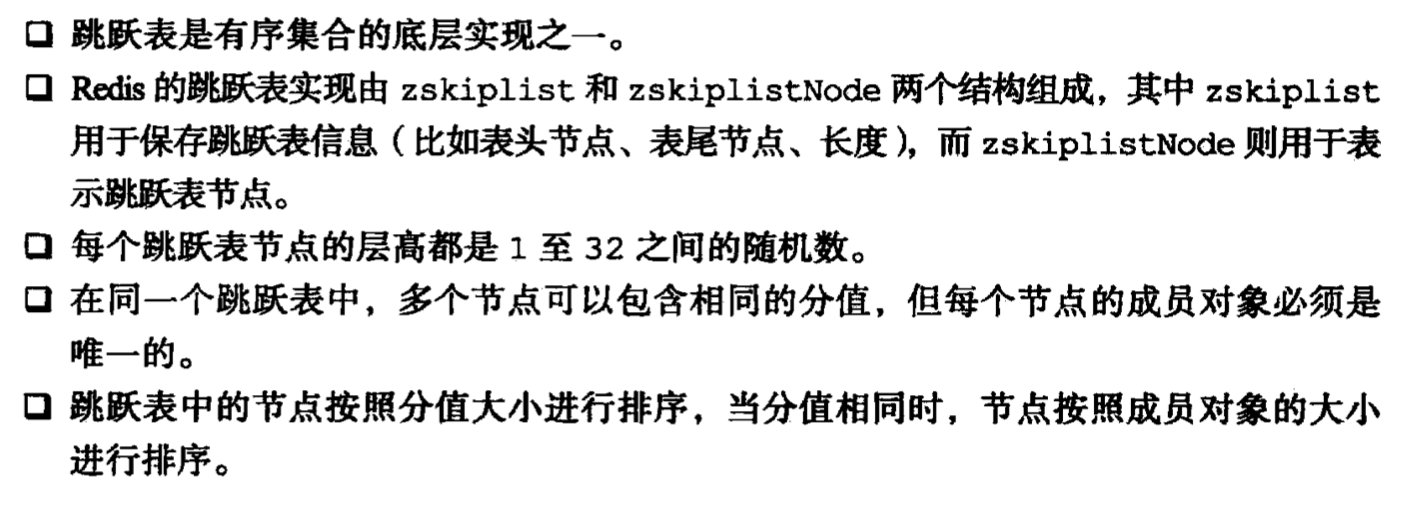 ❏ 跳跃表是有序集合的底层实现之一。
❏ Redis 的跳跃表实现由 zskiplist 和 zskiplistNode 两个结构组成，其中 zskiplist
用于保存跳跃表信息（比如表头节点、表尾节点、长度），而 zskiplistNode 则用于表
示跳跃表节点。
❏ 每个跳跃表节点的层高都是 1 至 32 之间的随机数。
❏ 在同一个跳跃表中，多个节点可以包含相同的分值，但每个节点的成员对象必须是
唯一的。
❏ 跳跃表中的节点按照分值大小进行排序，当分值相同时，节点按照成员对象的大小
进行排序。